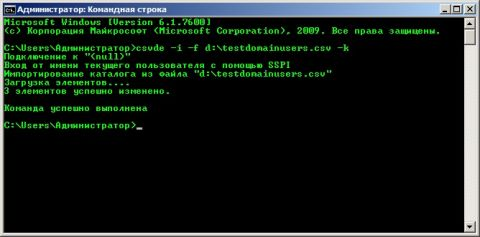 Администратор: Командная строка
Microsoft Windows [Version 6.1.7600]
(c) Корпорация Майкрософт (Microsoft Corporation), 2009. Все права защищены.
C:\Users\Администратор>csvde -i -f d:\testdomainusers.csv -k
Подключение к "(null)"
Вход от имени текущего пользователя с помощью SSPI
Импортирование каталога из файла "d:\testdomainusers.csv"
Загрузка элементов....
3 элементов успешно изменено.
Команда успешно выполнена
C:\Users\Администратор>_